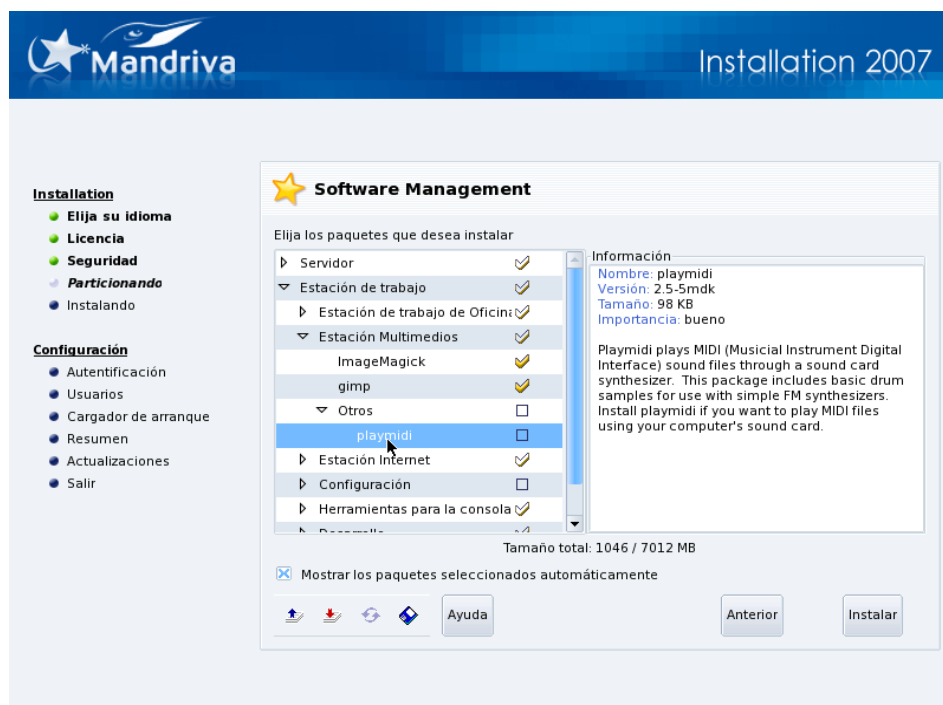 Mandriva
Installation 2007
Installation
Elija su idioma
Licencia
Seguridad
Particionando
Instalando
Configuración
Autentificación
Usuarios
Cargador de arranque
Resumen
Actualizaciones
Salir
Software Management
Elija los paquetes que desea instalar
Servidor
Estación de trabajo
Estación de trabajo de Oficina
Estación Multimedios
ImageMagick
gimp
Otros
playmidi
Estación Internet
Configuración
Herramientas para la consola
Desarrollo
Información
Nombre: playmidi
Versión: 2.5-5mdk
Tamaño: 98 KB
Importancia: bueno
Playmidi plays MIDI (Musicial Instrument Digital
Interface) sound files through a sound card
synthesizer. This package includes basic drum
samples for use with simple FM synthesizers.
Install playmidi if you want to play MIDI files
using your computer's sound card.
Tamaño total: 1046 / 7012 MB
Mostrar los paquetes seleccionados automáticamente
Ayuda
Anterior
Instalar